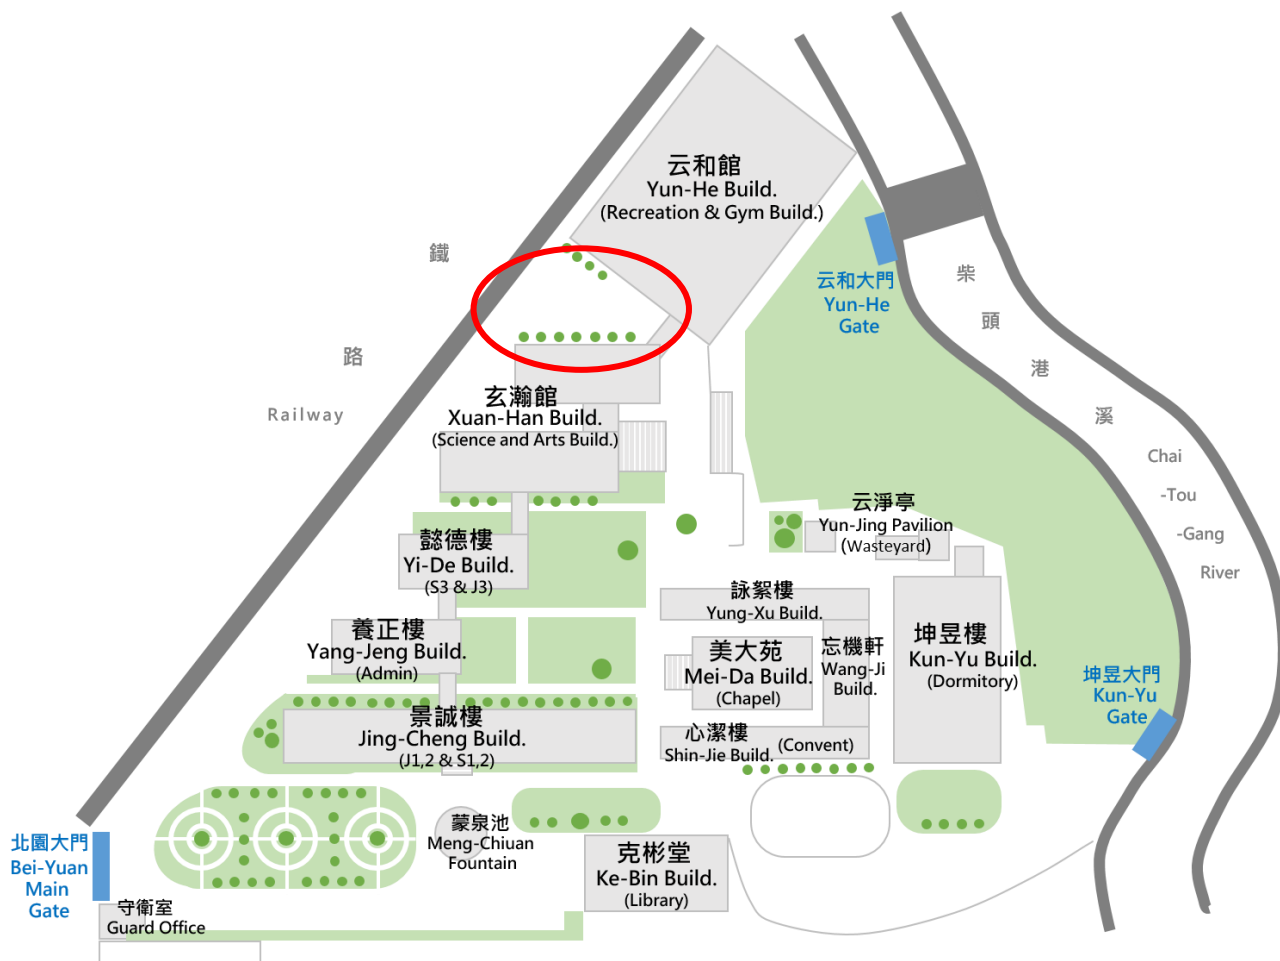 云和館
Yun-He Build.
(Recreation & Gym Build.)
鐵
路
Railway
云和大門
Yun-He
Gate
柴
頭
港
溪
Chai
-Tou
-Gang
River
玄瀚館
Xuan-Han Build.
(Science and Arts Build.)
云淨亭
Yun-Jing Pavilion
(Wasteyard)
懿德樓
Yi-De Build.
(S3 & J3)
詠絮樓
Yung-Xu Build.
養正樓
Yang-Jeng Build.
(Admin)
美大苑
Mei-Da Build.
(Chapel)
忘機軒
Wang-Ji
Build.
坤昱樓
Kun-Yu Build.
(Dormitory)
坤昱大門
Kun-Yu
Gate
景誠樓
Jing-Cheng Build.
(J1,2 & S1,2)
心潔樓
Shin-Jie Build.
(Convent)
北園大門
Bei-Yuan
Main
Gate
蒙泉池
Meng-Chiuan
Fountain
克彬堂
Ke-Bin Build.
(Library)
守衛室
Guard Office